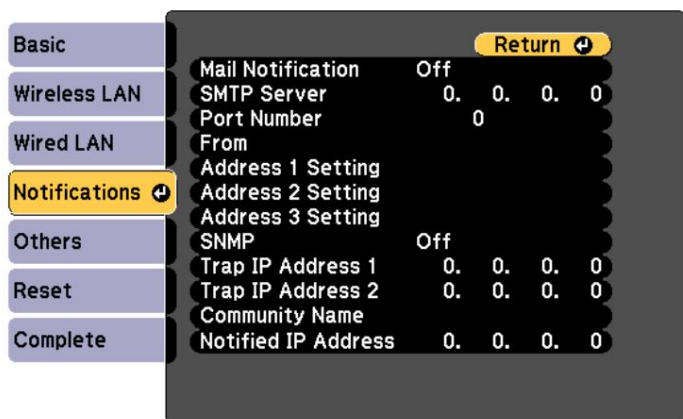 Basic
Wireless LAN
Wired LAN
Notifications
Others
Reset
Complete
Return
Mail Notification Off
SMTP Server 0. 0. 0. 0
Port Number 0
From
Address 1 Setting
Address 2 Setting
Address 3 Setting
SNMP Off
Trap IP Address 1 0. 0. 0. 0
Trap IP Address 2 0. 0. 0. 0
Community Name
Notified IP Address 0. 0. 0. 0